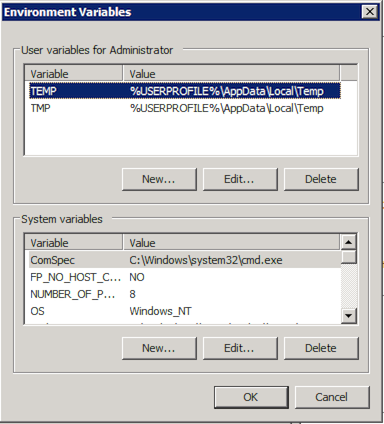 Environment Variables
User variables for Administrator
Variable Value
TEMP %USERPROFILE%\AppData\Local\Temp
TMP %USERPROFILE%\AppData\Local\Temp
New... Edit... Delete
System variables
Variable Value
ComSpec C:\Windows\system32\cmd.exe
FP_NO_HOST_C... NO
NUMBER_OF_P... 8
OS Windows_NT
New... Edit... Delete
OK Cancel